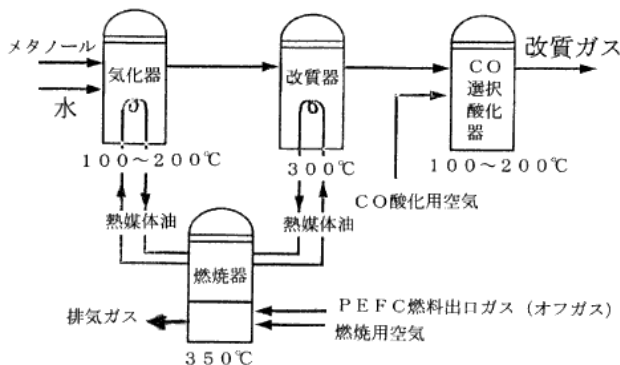 メタノール
水
気化器
100～200℃
改質器
300℃
CO
選択
酸化
器
100～200℃
改質ガス
CO酸化用空気
熱媒体油
熱媒体油
燃焼器
350℃
排気ガス
PEFC燃料出口ガス (オフガス)
燃焼用空気